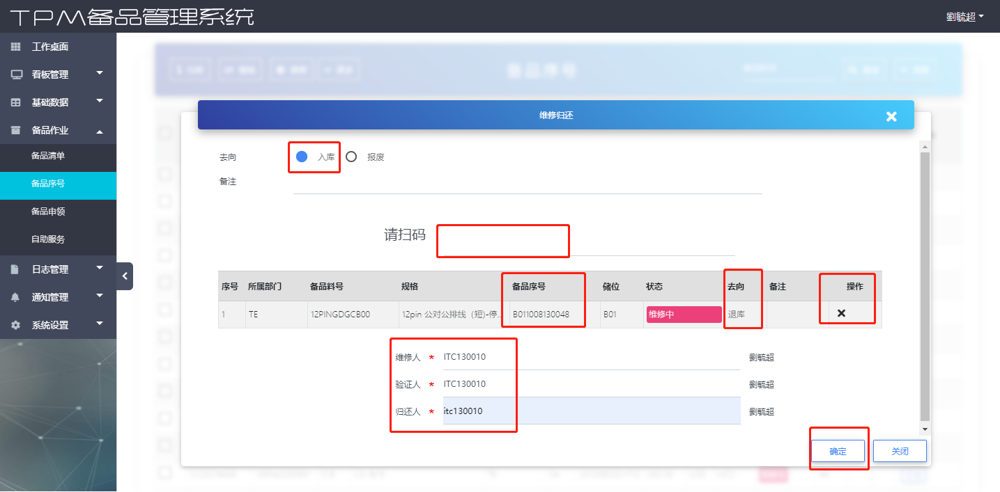 TPM备品管理系统
劉毓超
工作桌面
看板管理
基础数据
备品作业
备品清单
备品序号
备品申领
自助服务
日志管理
通知管理
系统设置
备品序号
维修归还
去向 入库 报废
备注
请扫码
序号 所属部门 备品料号 规格 备品序号 储位 状态 去向 备注 操作
1 TE 12PINGDGCB00 12pin 公对公排线（短)-停... B011008130048 B01 维修中 退库
维修人 * ITC130010 劉毓超
验证人 * ITC130010 劉毓超
归还人 * itc130010 劉毓超
确定 关闭